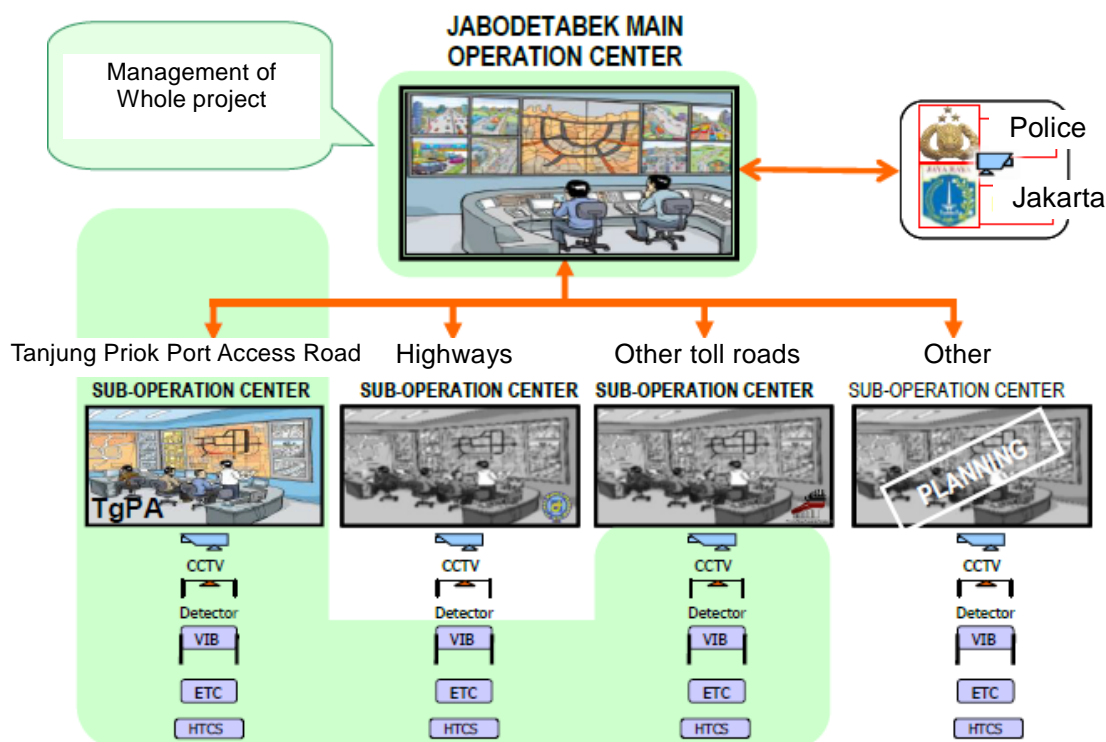 JABODETABEK MAIN
OPERATION CENTER
Management of
Whole project
Police
JAYA RAYA
Jakarta
Tanjung Priok Port Access Road
Highways
Other toll roads
Other
SUB-OPERATION CENTER
SUB-OPERATION CENTER
SUB-OPERATION CENTER
SUB-OPERATION CENTER
TgPA
PLANNING
CCTV
CCTV
CCTV
CCTV
Detector
Detector
Detector
Detector
VIB
VIB
VIB
VIB
ETC
ETC
ETC
ETC
HTCS
HTCS
HTCS
HTCS